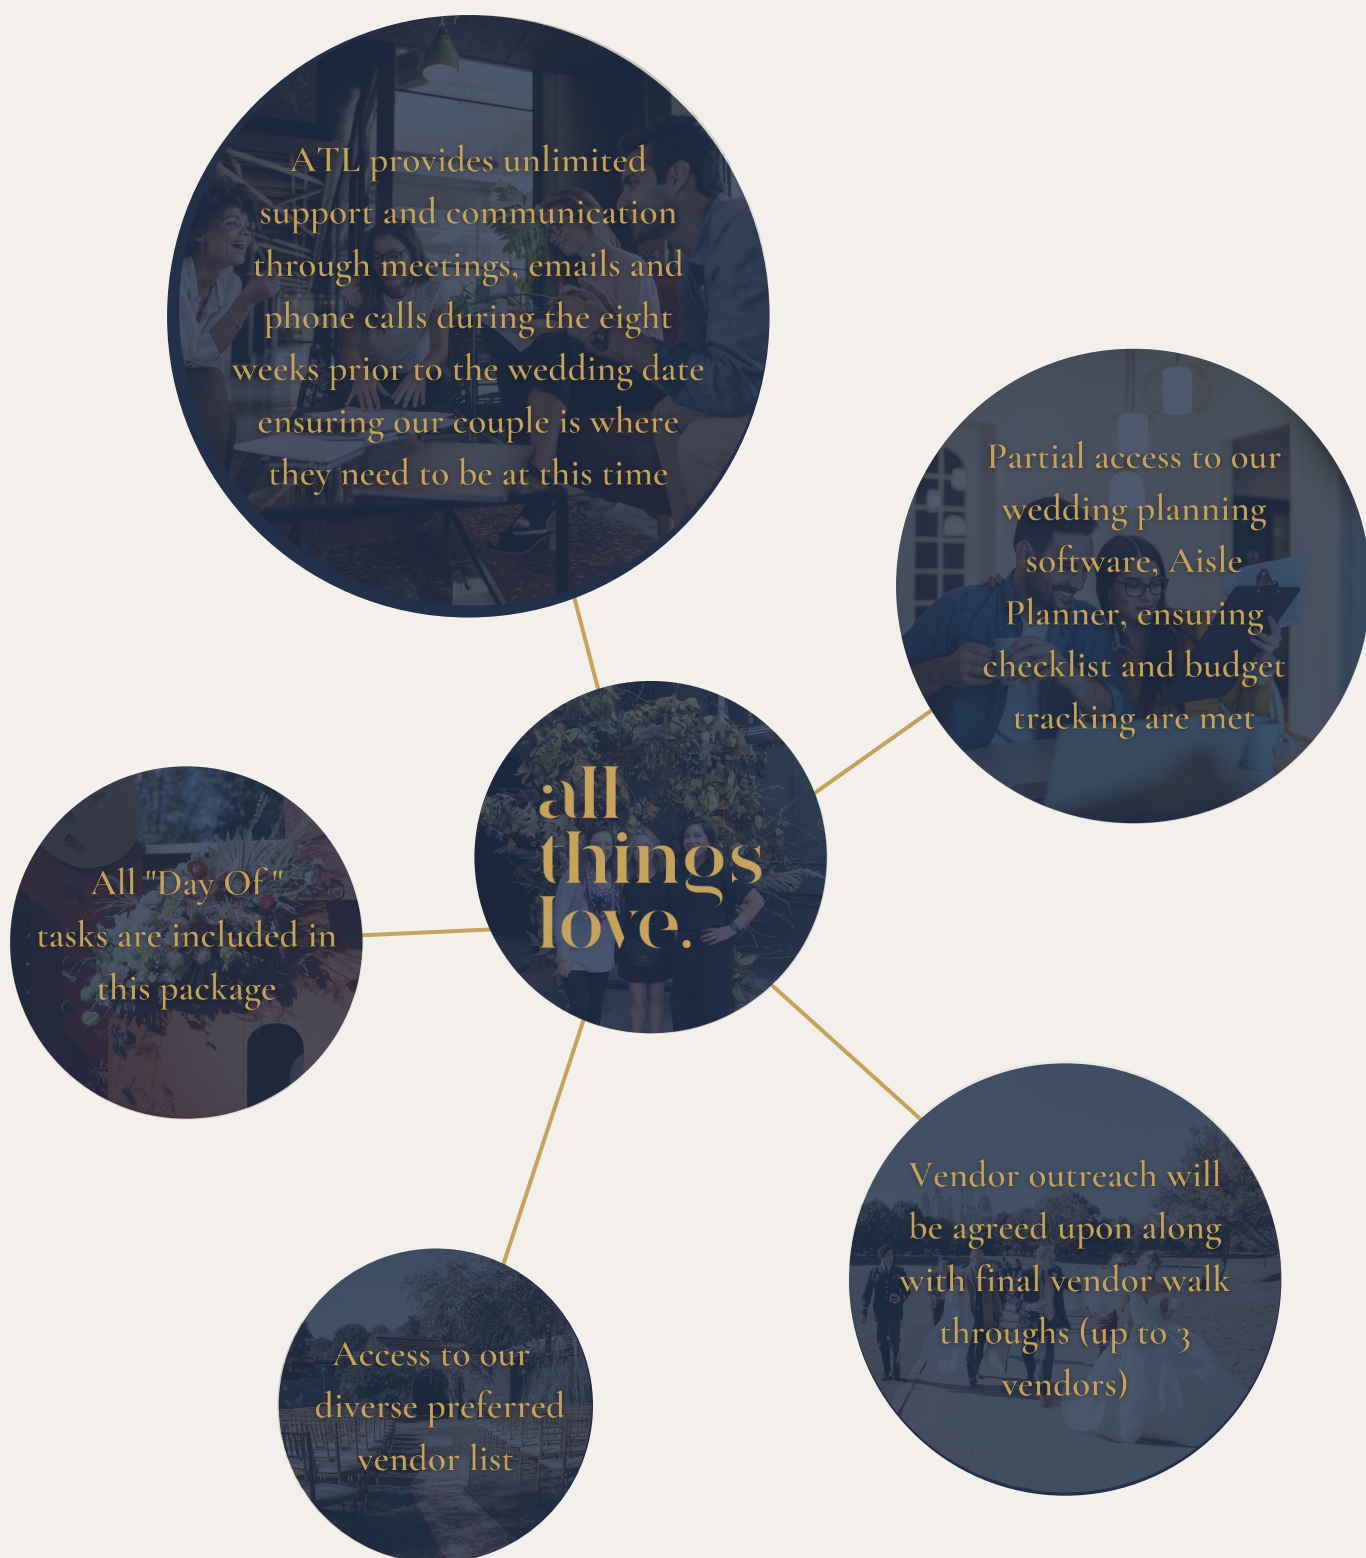 ATL provides unlimited
support and communication
through meetings, emails and
phone calls during the eight
weeks prior to the wedding date
ensuring our couple is where
they need to be at this time
Partial access to our
wedding planning
software, Aisle
Planner, ensuring
checklist and budget
tracking are met
all
things
love.
All "Day Of"
tasks are included in
this package
Vendor outreach will
be agreed upon along
with final vendor walk
throughs (up to 3
vendors)
Access to our
diverse preferred
vendor list